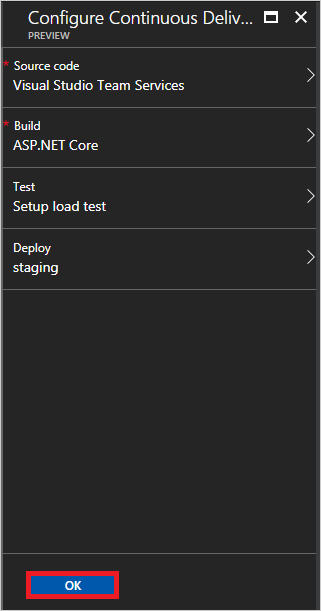 Configure Continuous Deliv...
PREVIEW
* Source code
Visual Studio Team Services
* Build
ASP.NET Core
Test
Setup load test
Deploy
staging
OK